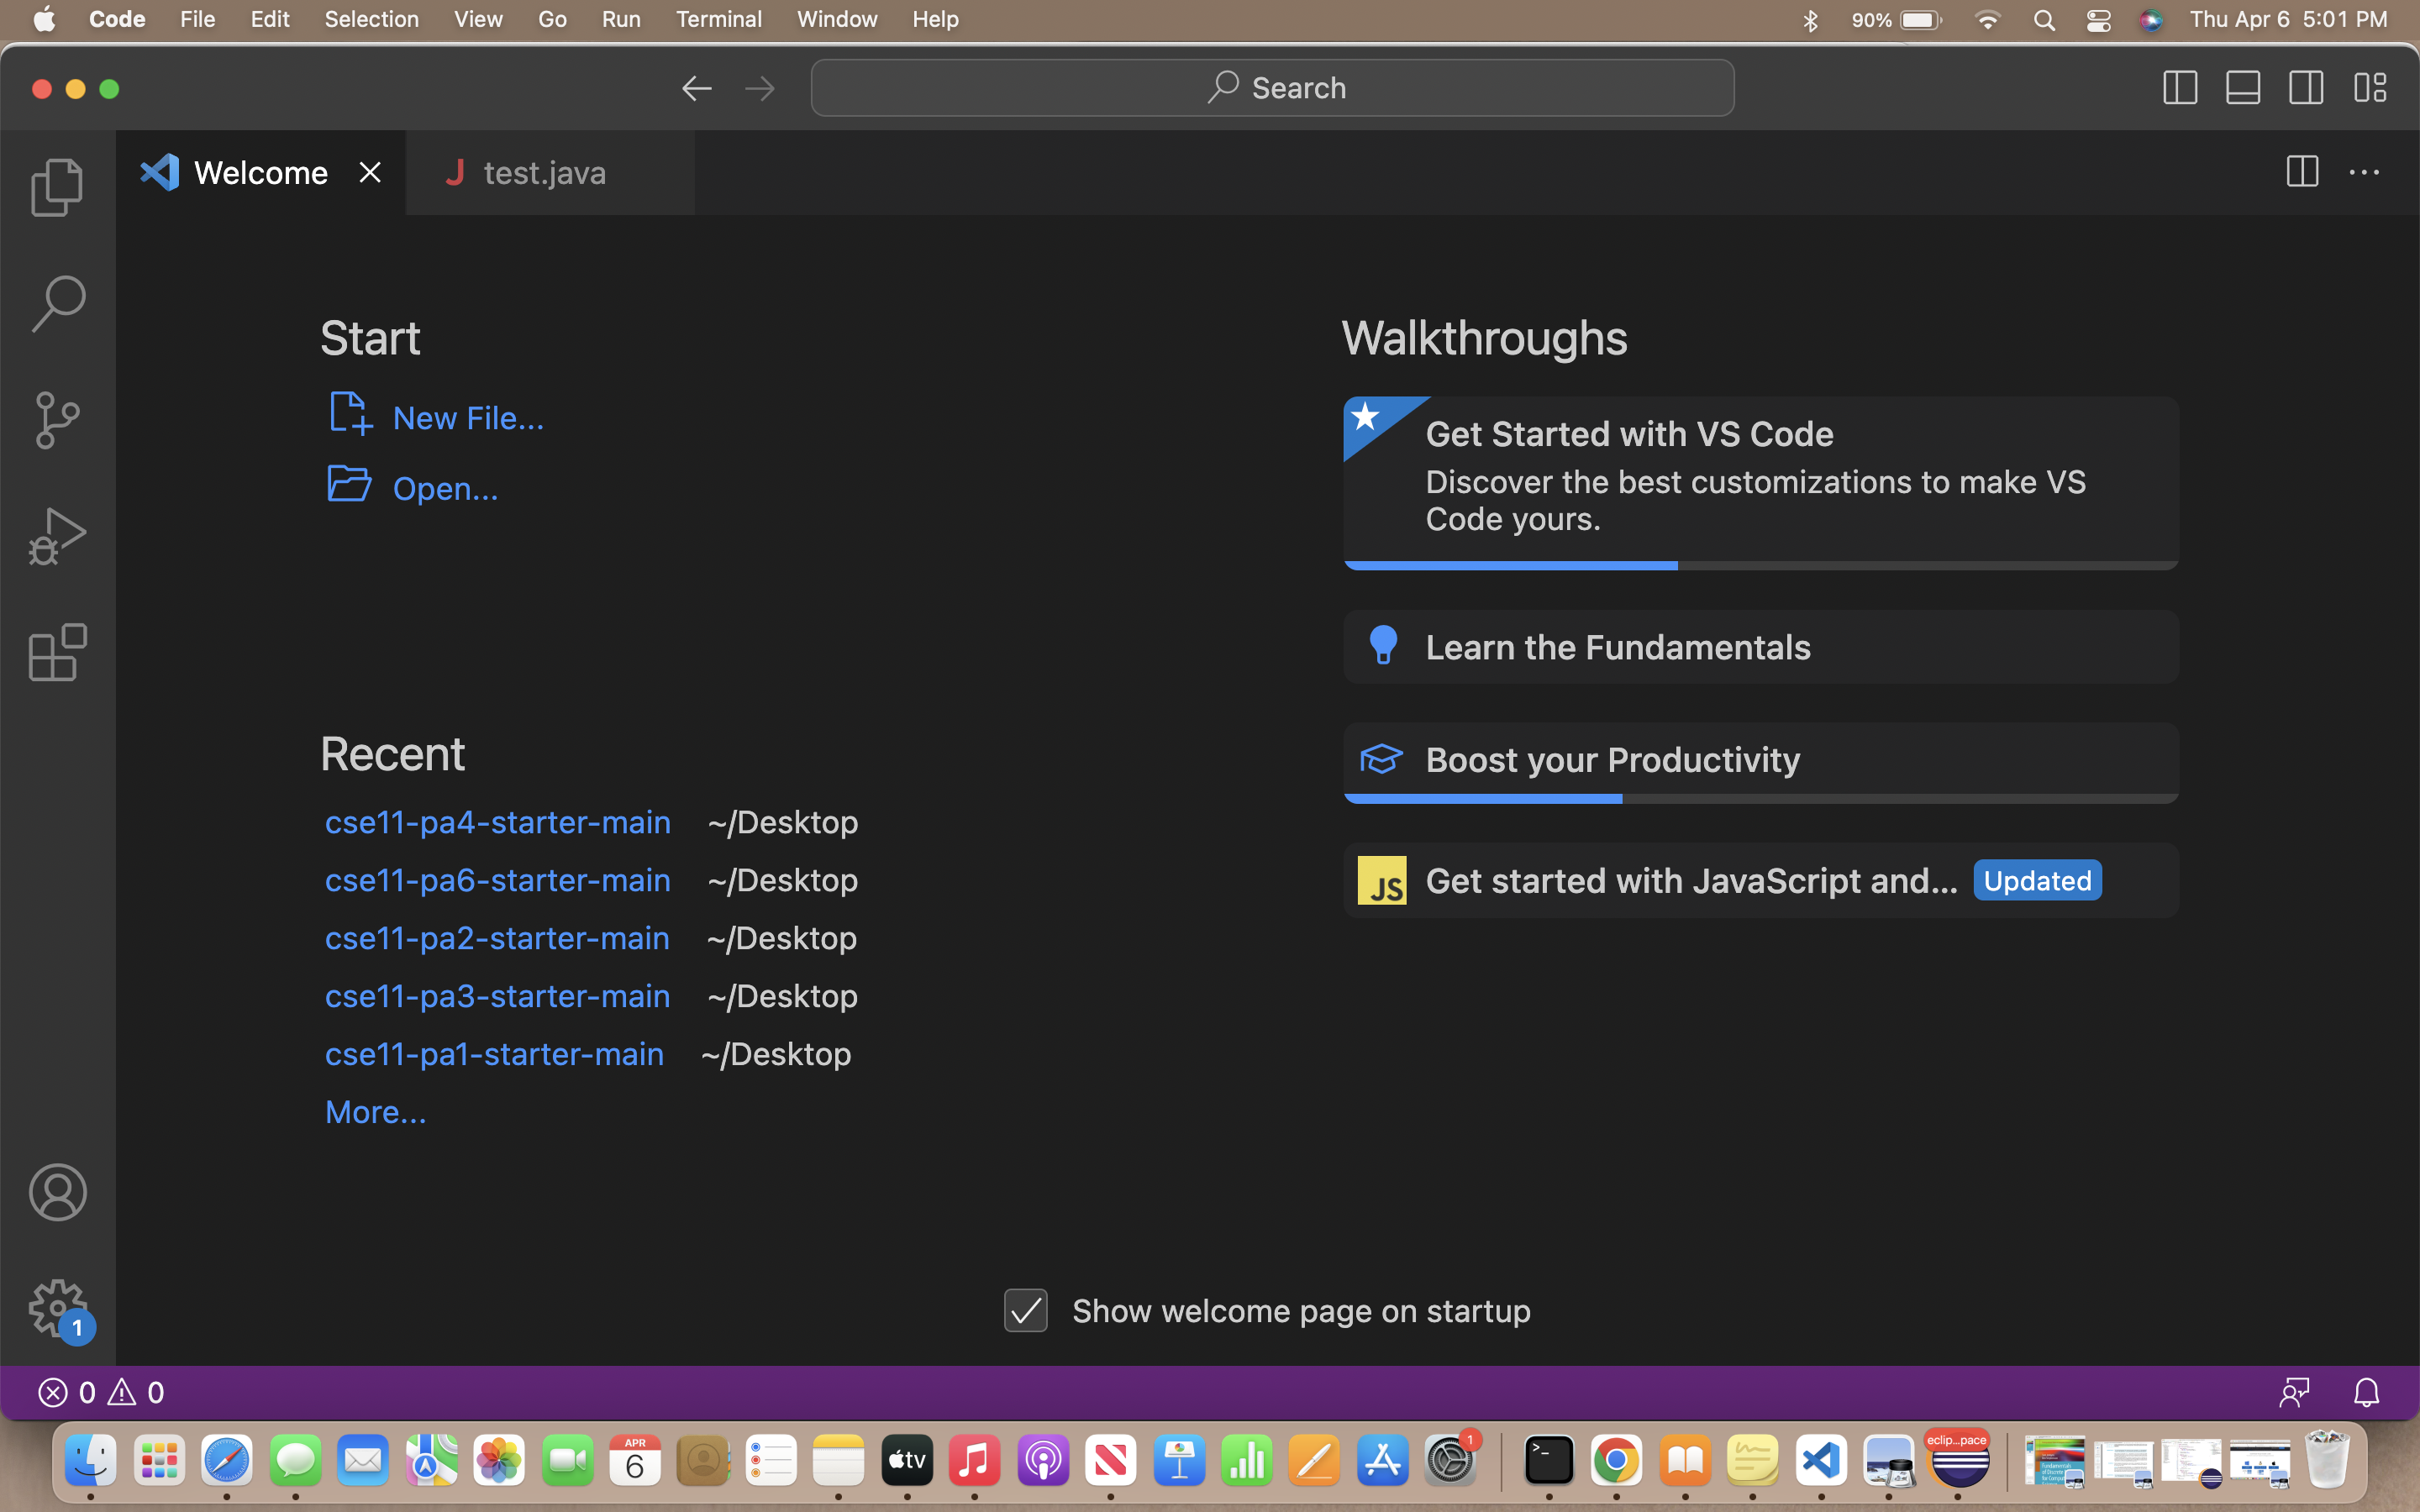 Code File Edit Selection View Go Run Terminal Window Help 90% Thu Apr 6 5:01 PM
Search
Welcome J test.java
Start
New File...
Open...
Recent
cse11-pa4-starter-main ~/Desktop
cse11-pa6-starter-main ~/Desktop
cse11-pa2-starter-main ~/Desktop
cse11-pa3-starter-main ~/Desktop
cse11-pa1-starter-main ~/Desktop
More...
Walkthroughs
Get Started with VS Code
Discover the best customizations to make VS
Code yours.
Learn the Fundamentals
Boost your Productivity
JS Get started with JavaScript and... Updated
Show welcome page on startup
1
0 0
APR
6
tv
1
>_
eclip...pace